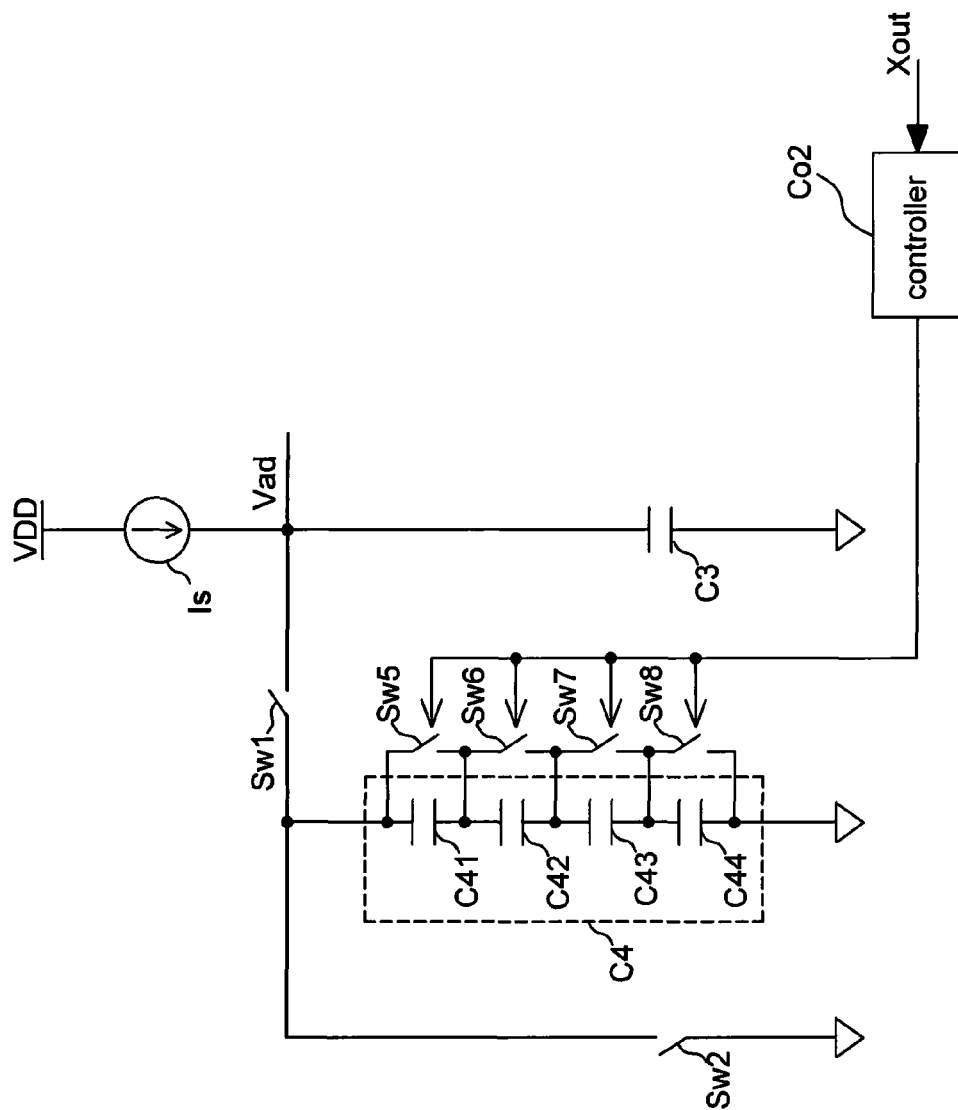 VDD
Is
Vad
Sw1
Sw5
Sw6
Sw7
Sw8
C41
C42
C43
C44
C4
C3
Sw2
Co2
controller
Xout